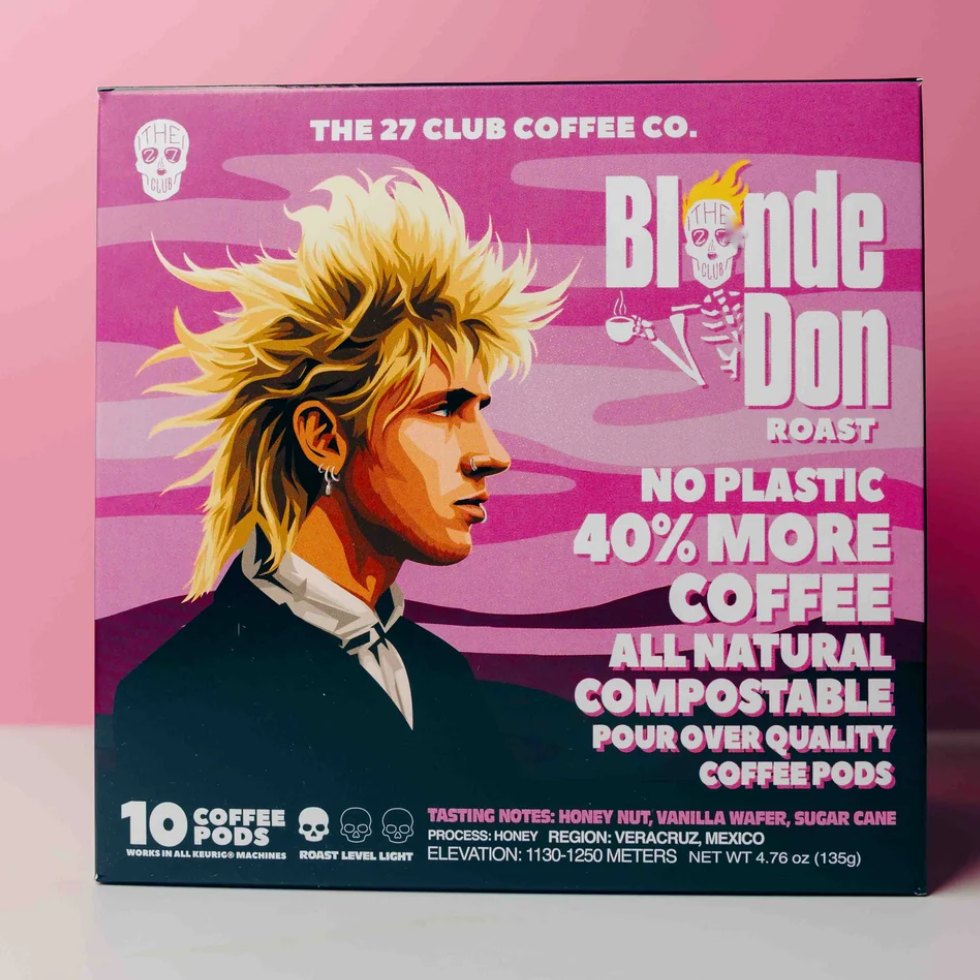 THE 27 CLUB COFFEE CO.
THE
27
CLUB
Blonde
THE
27
CLUB
Don
ROAST
NO PLASTIC
40% MORE
COFFEE
ALL NATURAL
COMPOSTABLE
POUR OVER QUALITY
COFFEE PODS
10 COFFEE PODS
WORKS IN ALL KEURIG® MACHINES
ROAST LEVEL LIGHT
TASTING NOTES: HONEY NUT, VANILLA WAFER, SUGAR CANE
PROCESS: HONEY REGION: VERACRUZ, MEXICO
ELEVATION: 1130-1250 METERS NET WT 4.76 oz (135g)